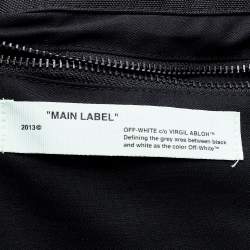 "MAIN LABEL"
2013©
OFF-WHITE c/o VIRGIL ABLOH™
Defining the grey area between black
and white as the color Off-White™